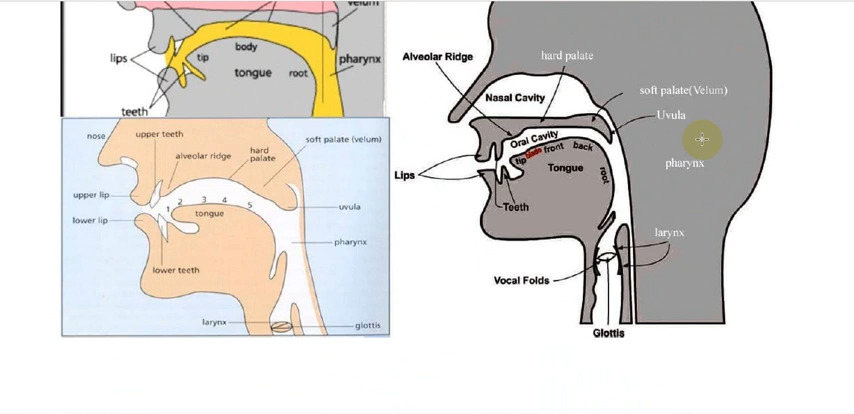 velum
lips
body
tip
tongue
root
pharynx
teeth
nose
upper teeth
soft palate (velum)
alveolar ridge
hard
palate
upper lip
lower lip
1 2 3 4 5
tongue
uvula
pharynx
lower teeth
larynx
glottis
Alveolar Ridge
hard palate
soft palate(Velum)
Nasal Cavity
Uvula
Oral Cavity
tip blade front back
pharynx
Lips
Tongue
root
Teeth
larynx
Vocal Folds
Glottis